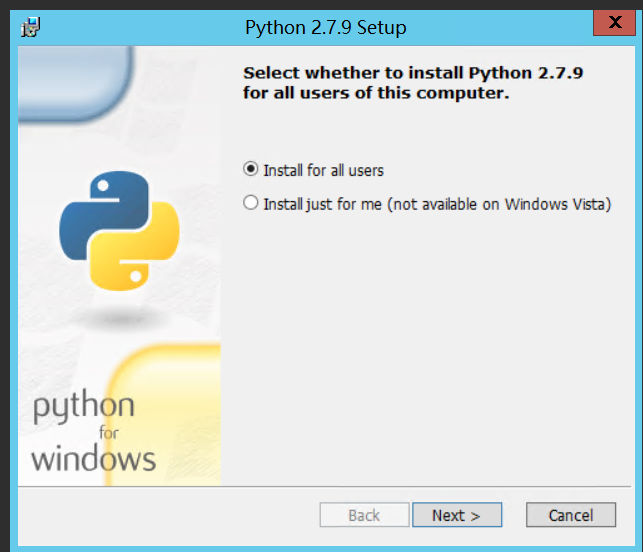 Python 2.7.9 Setup
X
Select whether to install Python 2.7.9
for all users of this computer.
Install for all users
Install just for me (not available on Windows Vista)
python
for
windows
Back
Next >
Cancel